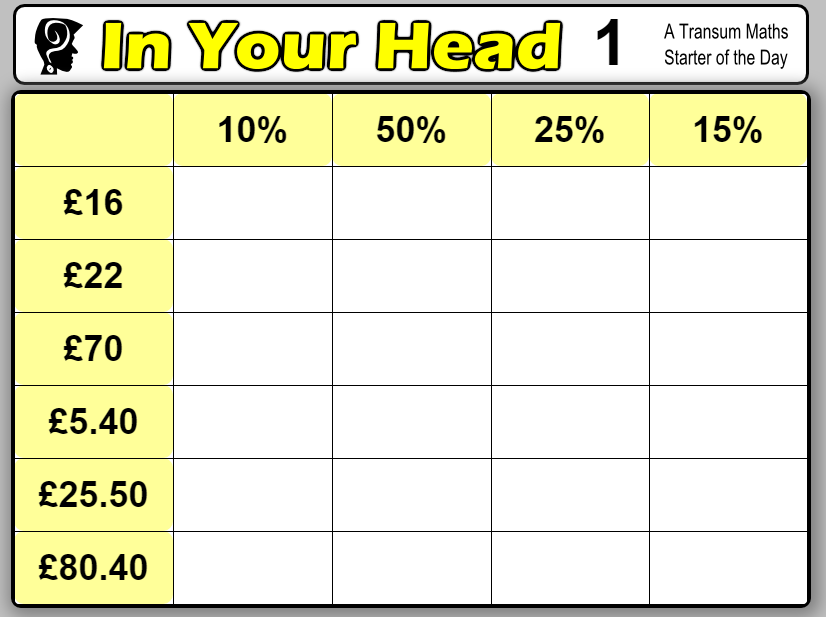 In Your Head 1
A Transum Maths
Starter of the Day
10% 50% 25% 15%
£16
£22
£70
£5.40
£25.50
£80.40